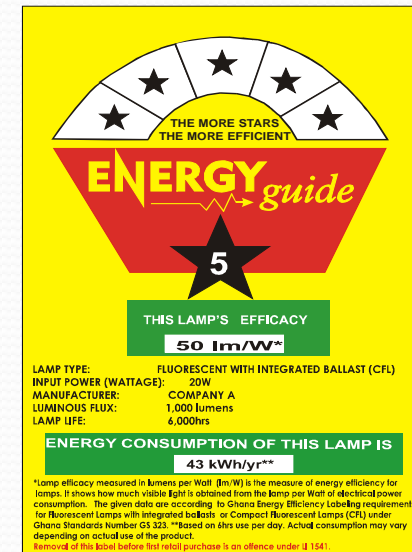 THE MORE STARS
THE MORE EFFICIENT
ENERGY guide
5
THIS LAMP'S EFFICACY
50 lm/W*
LAMP TYPE: FLUORESCENT WITH INTEGRATED BALLAST (CFL)
INPUT POWER (WATTAGE): 20W
MANUFACTURER: COMPANY A
LUMINOUS FLUX: 1,000 lumens
LAMP LIFE: 6,000hrs
ENERGY CONSUMPTION OF THIS LAMP IS
43 kWh/yr**
*Lamp efficacy measured in lumens per Watt (lm/W) is the measure of energy efficiency for
lamps. It shows how much visible light is obtained from the lamp per Watt of electrical power
consumption. The given data are according to Ghana Energy Efficiency Labeling requirement
for Fluorescent Lamps with integrated ballasts or Compact Fluorescent Lamps (CFL) under
Ghana Standards Number GS 323. **Based on 6hrs use per day. Actual consumption may vary
depending on actual use of the product.
Removal of this label before first retail purchase is an offence under LI 1541.